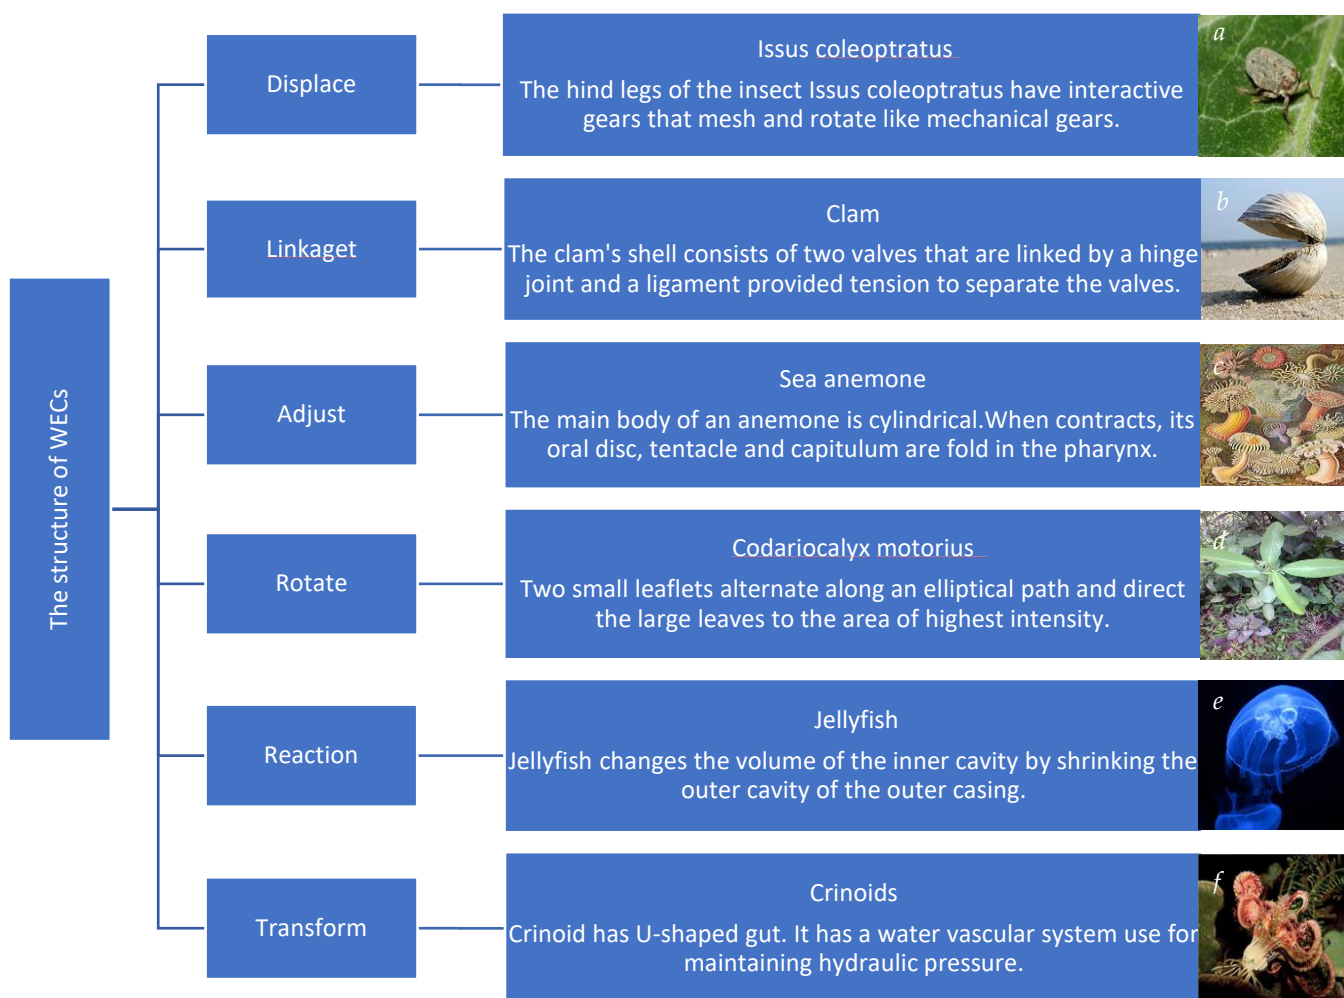 The structure of WECs
Displace
Issus coleoptratus
The hind legs of the insect Issus coleoptratus have interactive
gears that mesh and rotate like mechanical gears.
a
Linkaget
Clam
The clam's shell consists of two valves that are linked by a hinge
joint and a ligament provided tension to separate the valves.
b
Adjust
Sea anemone
The main body of an anemone is cylindrical.When contracts, its
oral disc, tentacle and capitulum are fold in the pharynx.
c
Rotate
Codariocalyx motorius
Two small leaflets alternate along an elliptical path and direct
the large leaves to the area of highest intensity.
d
Reaction
Jellyfish
Jellyfish changes the volume of the inner cavity by shrinking the
outer cavity of the outer casing.
e
Transform
Crinoids
Crinoid has U-shaped gut. It has a water vascular system use for
maintaining hydraulic pressure.
f